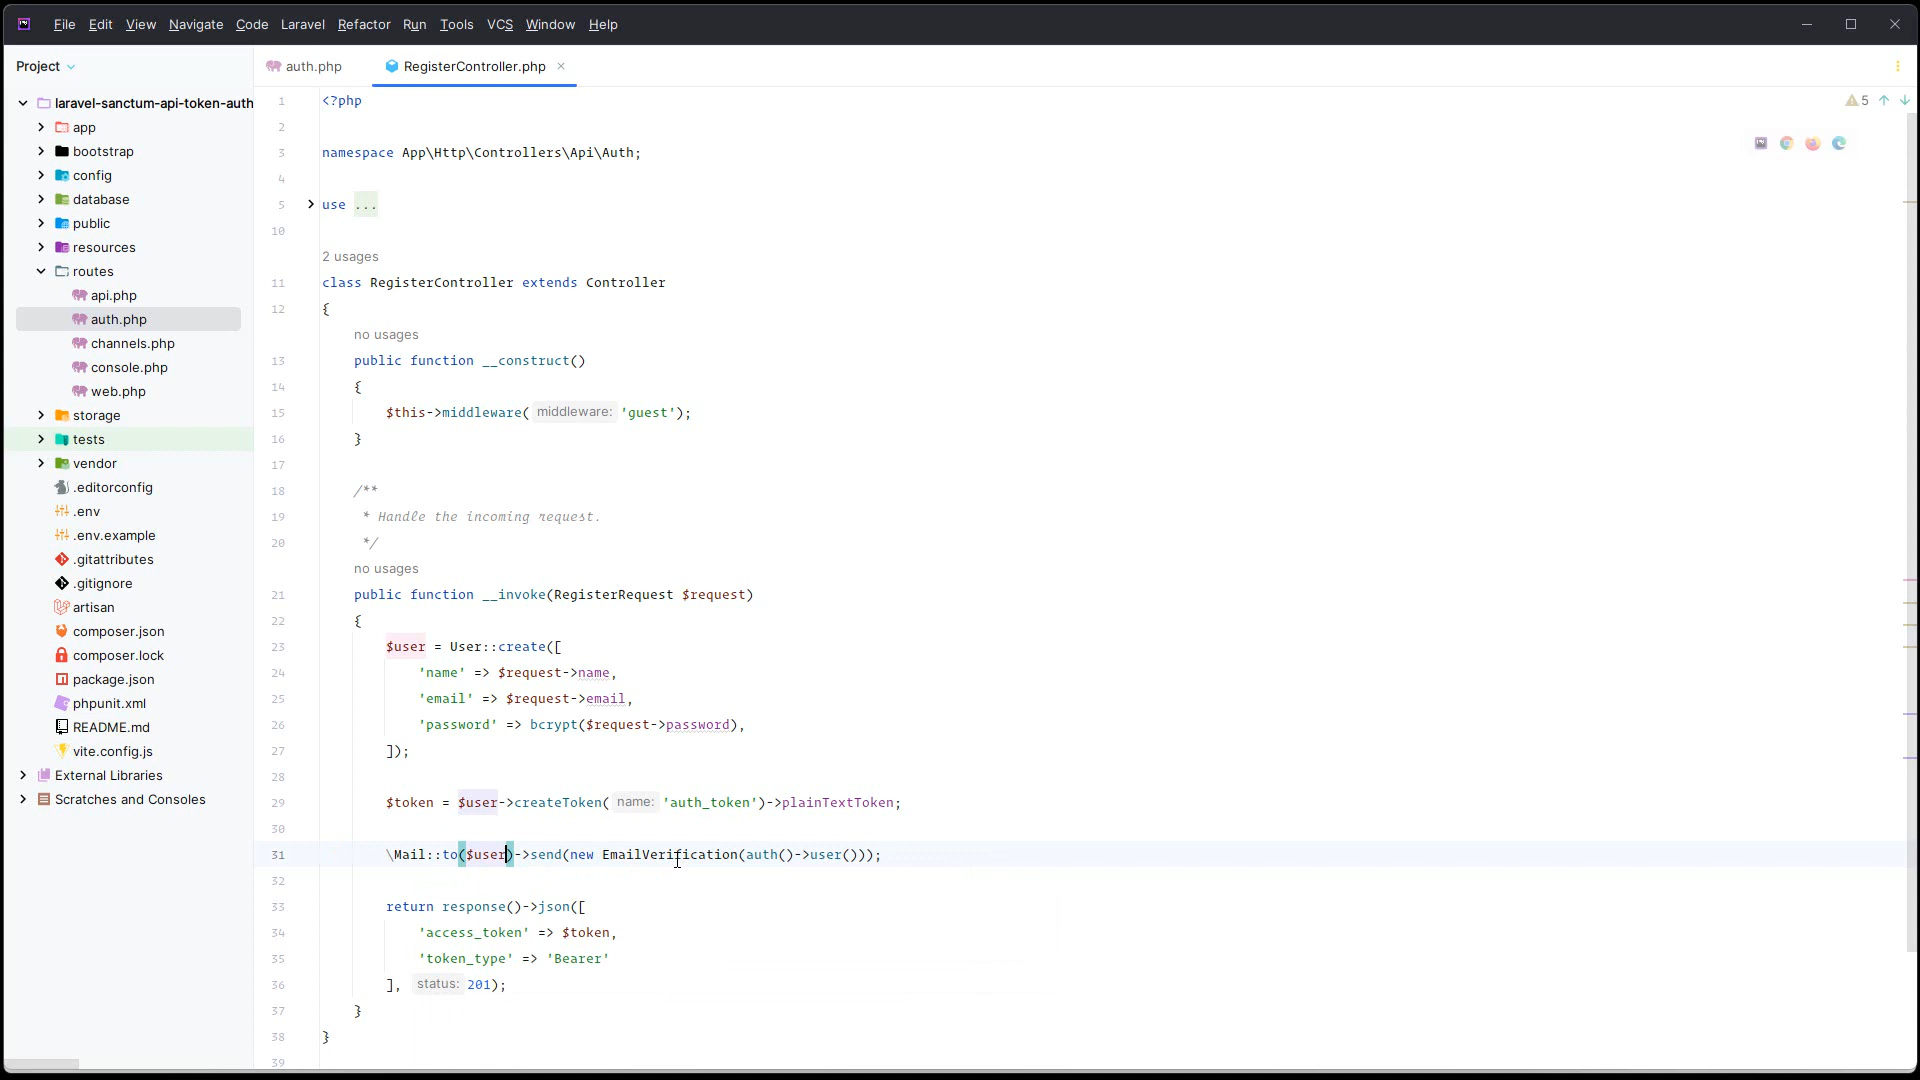 File Edit View Navigate Code Laravel Refactor Run Tools VCS Window Help
Project
auth.php
RegisterController.php
laravel-sanctum-api-token-auth
app
bootstrap
config
database
public
resources
routes
api.php
auth.php
channels.php
console.php
web.php
storage
tests
vendor
.editorconfig
.env
.env.example
.gitattributes
.gitignore
artisan
composer.json
composer.lock
package.json
phpunit.xml
README.md
vite.config.js
External Libraries
Scratches and Consoles
5
1 <?php
2
3 namespace App\Http\Controllers\Api\Auth;
4
5 use ...
10
2 usages
11 class RegisterController extends Controller
12 {
no usages
13 public function __construct()
14 {
15 $this->middleware( middleware: 'guest');
16 }
17
18 /**
19 * Handle the incoming request.
20 */
no usages
21 public function __invoke(RegisterRequest $request)
22 {
23 $user = User::create([
24 'name' => $request->name,
25 'email' => $request->email,
26 'password' => bcrypt($request->password),
27 ]);
28
29 $token = $user->createToken( name: 'auth_token')->plainTextToken;
30
31 \Mail::to($user)->send(new EmailVerification(auth()->user()));
32
33 return response()->json([
34 'access_token' => $token,
35 'token_type' => 'Bearer'
36 ], status: 201);
37 }
38 }
39